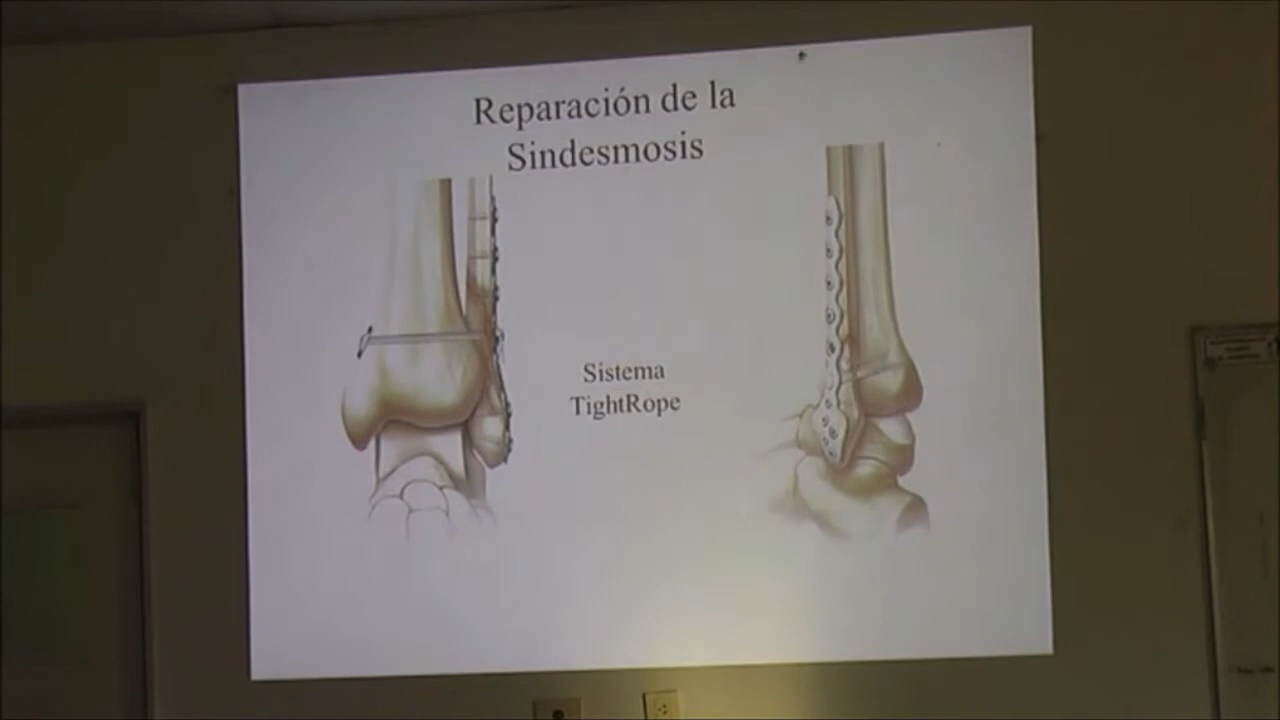 Reparación de la
Sindesmosis
Sistema
TightRope